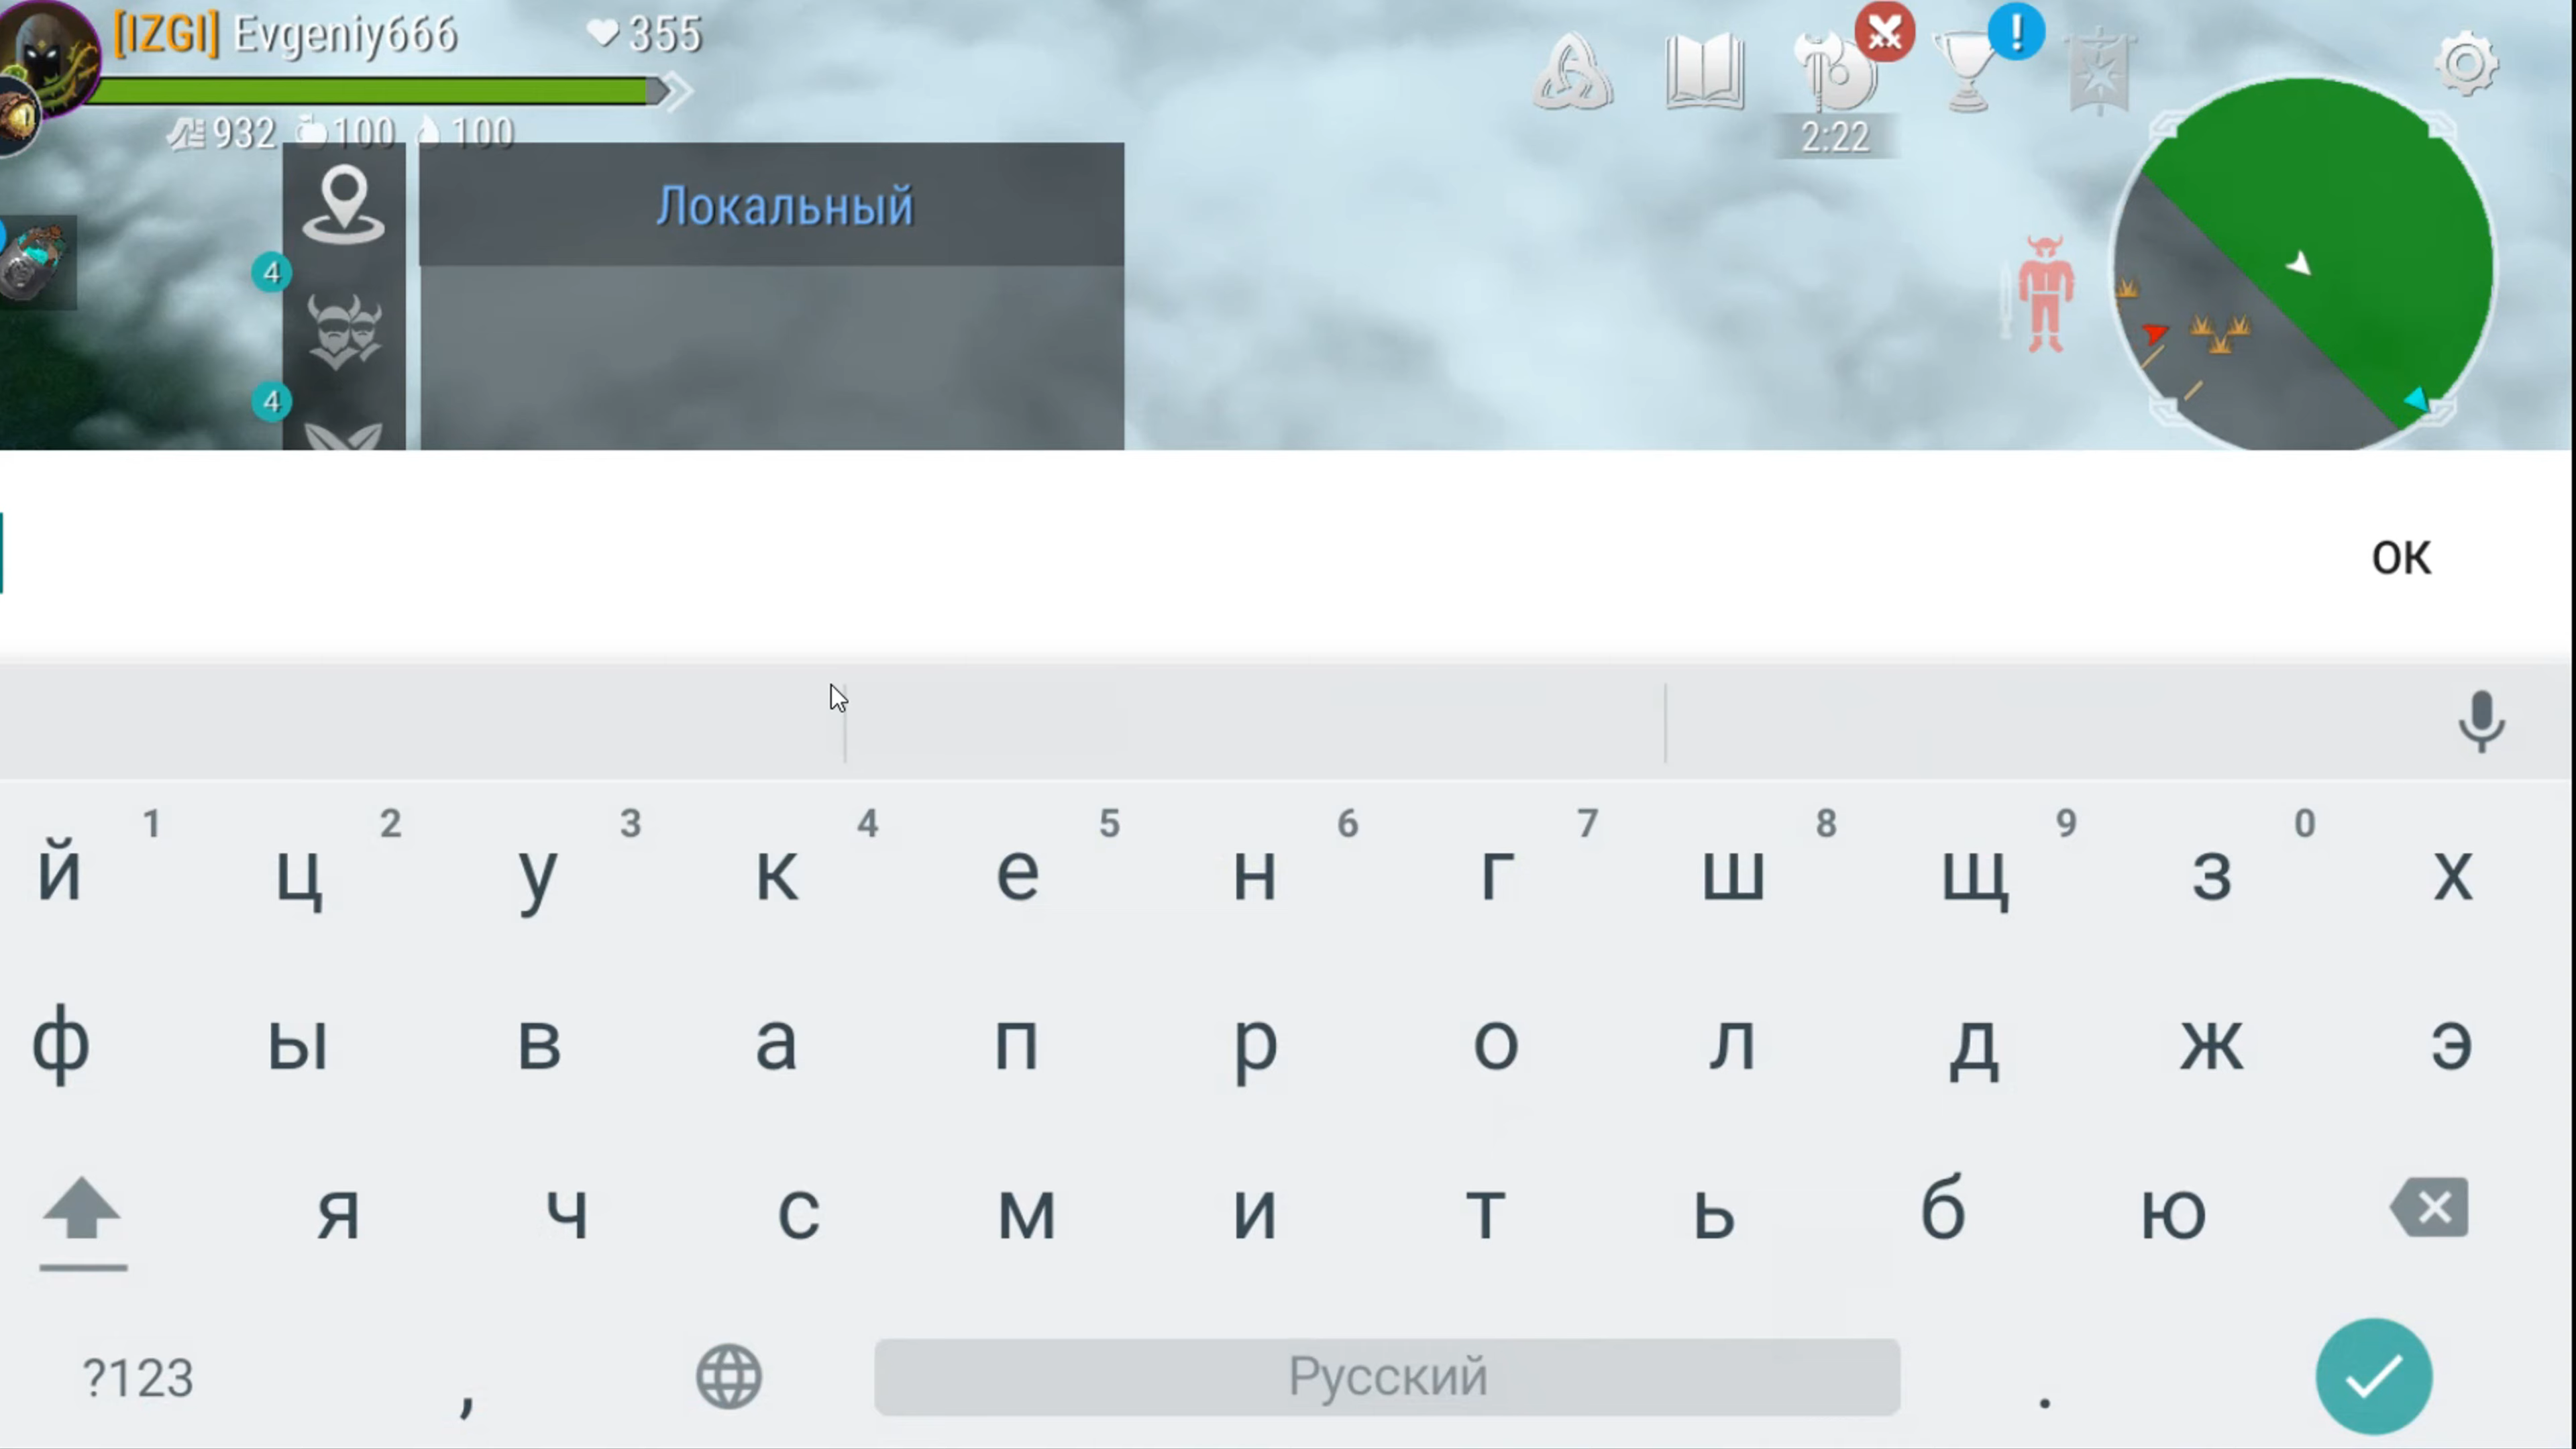 [IZGI] Evgeniy666 355
932 100 100
2:22
!
Локальный
4
4
ОК
1 2 3 4 5 6 7 8 9 0
й ц у к е н г ш щ з х
ф ы в а п р о л д ж э
я ч с м и т ь б ю
?123 , Русский .